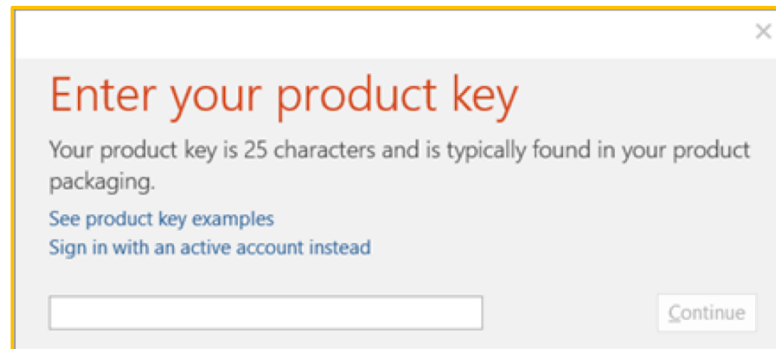 Enter your product key
Your product key is 25 characters and is typically found in your product
packaging.
See product key examples
Sign in with an active account instead
Continue